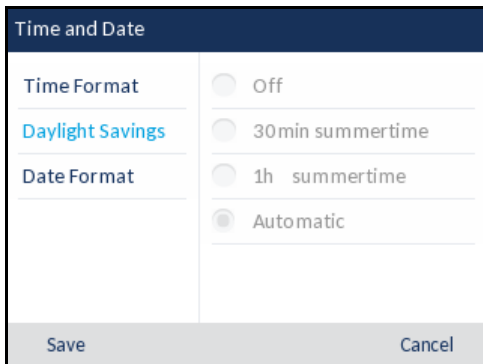 Time and Date
Time Format
Daylight Savings
Date Format
Off
30min summertime
1h summertime
Automatic
Save
Cancel